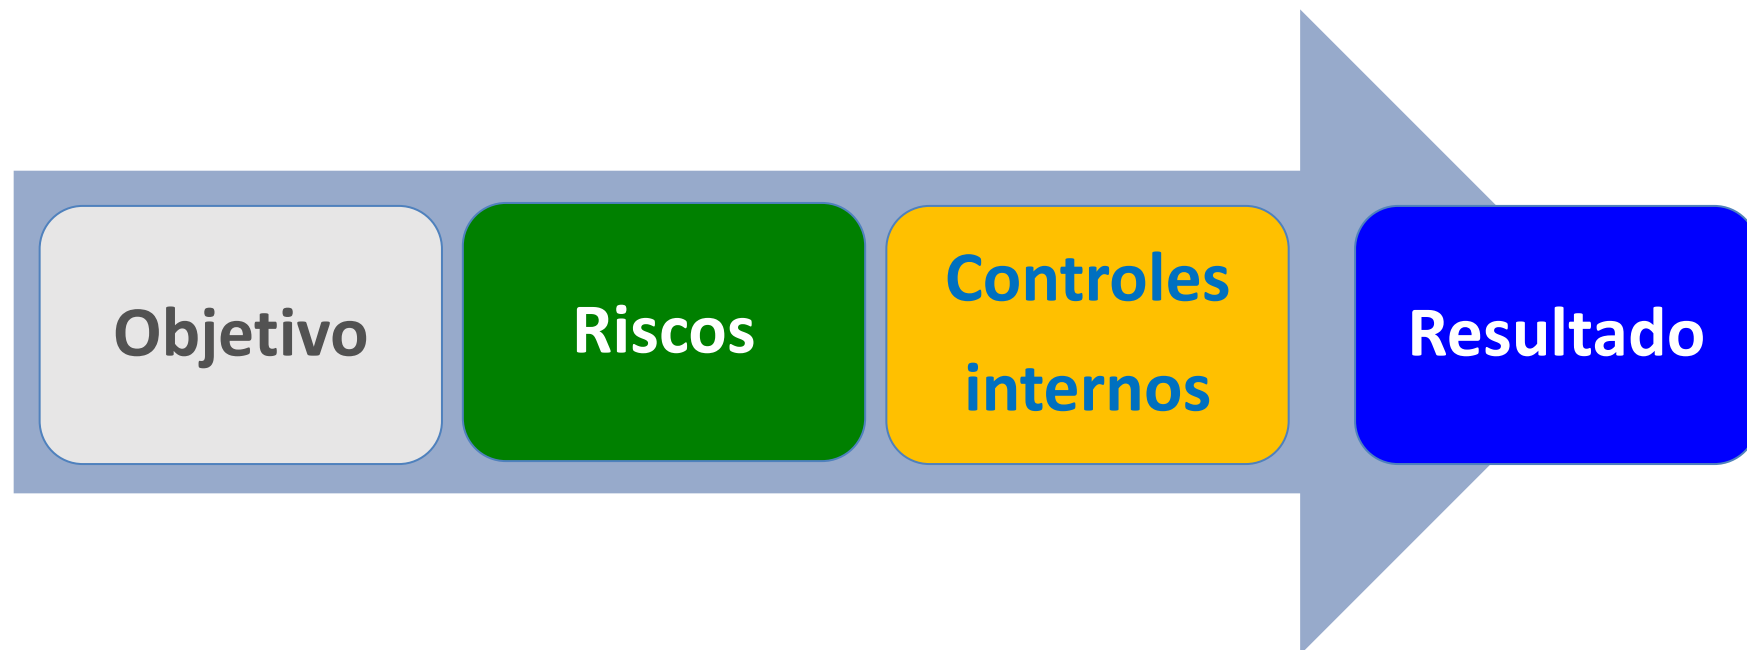 Objetivo
Riscos
Controles
internos
Resultado